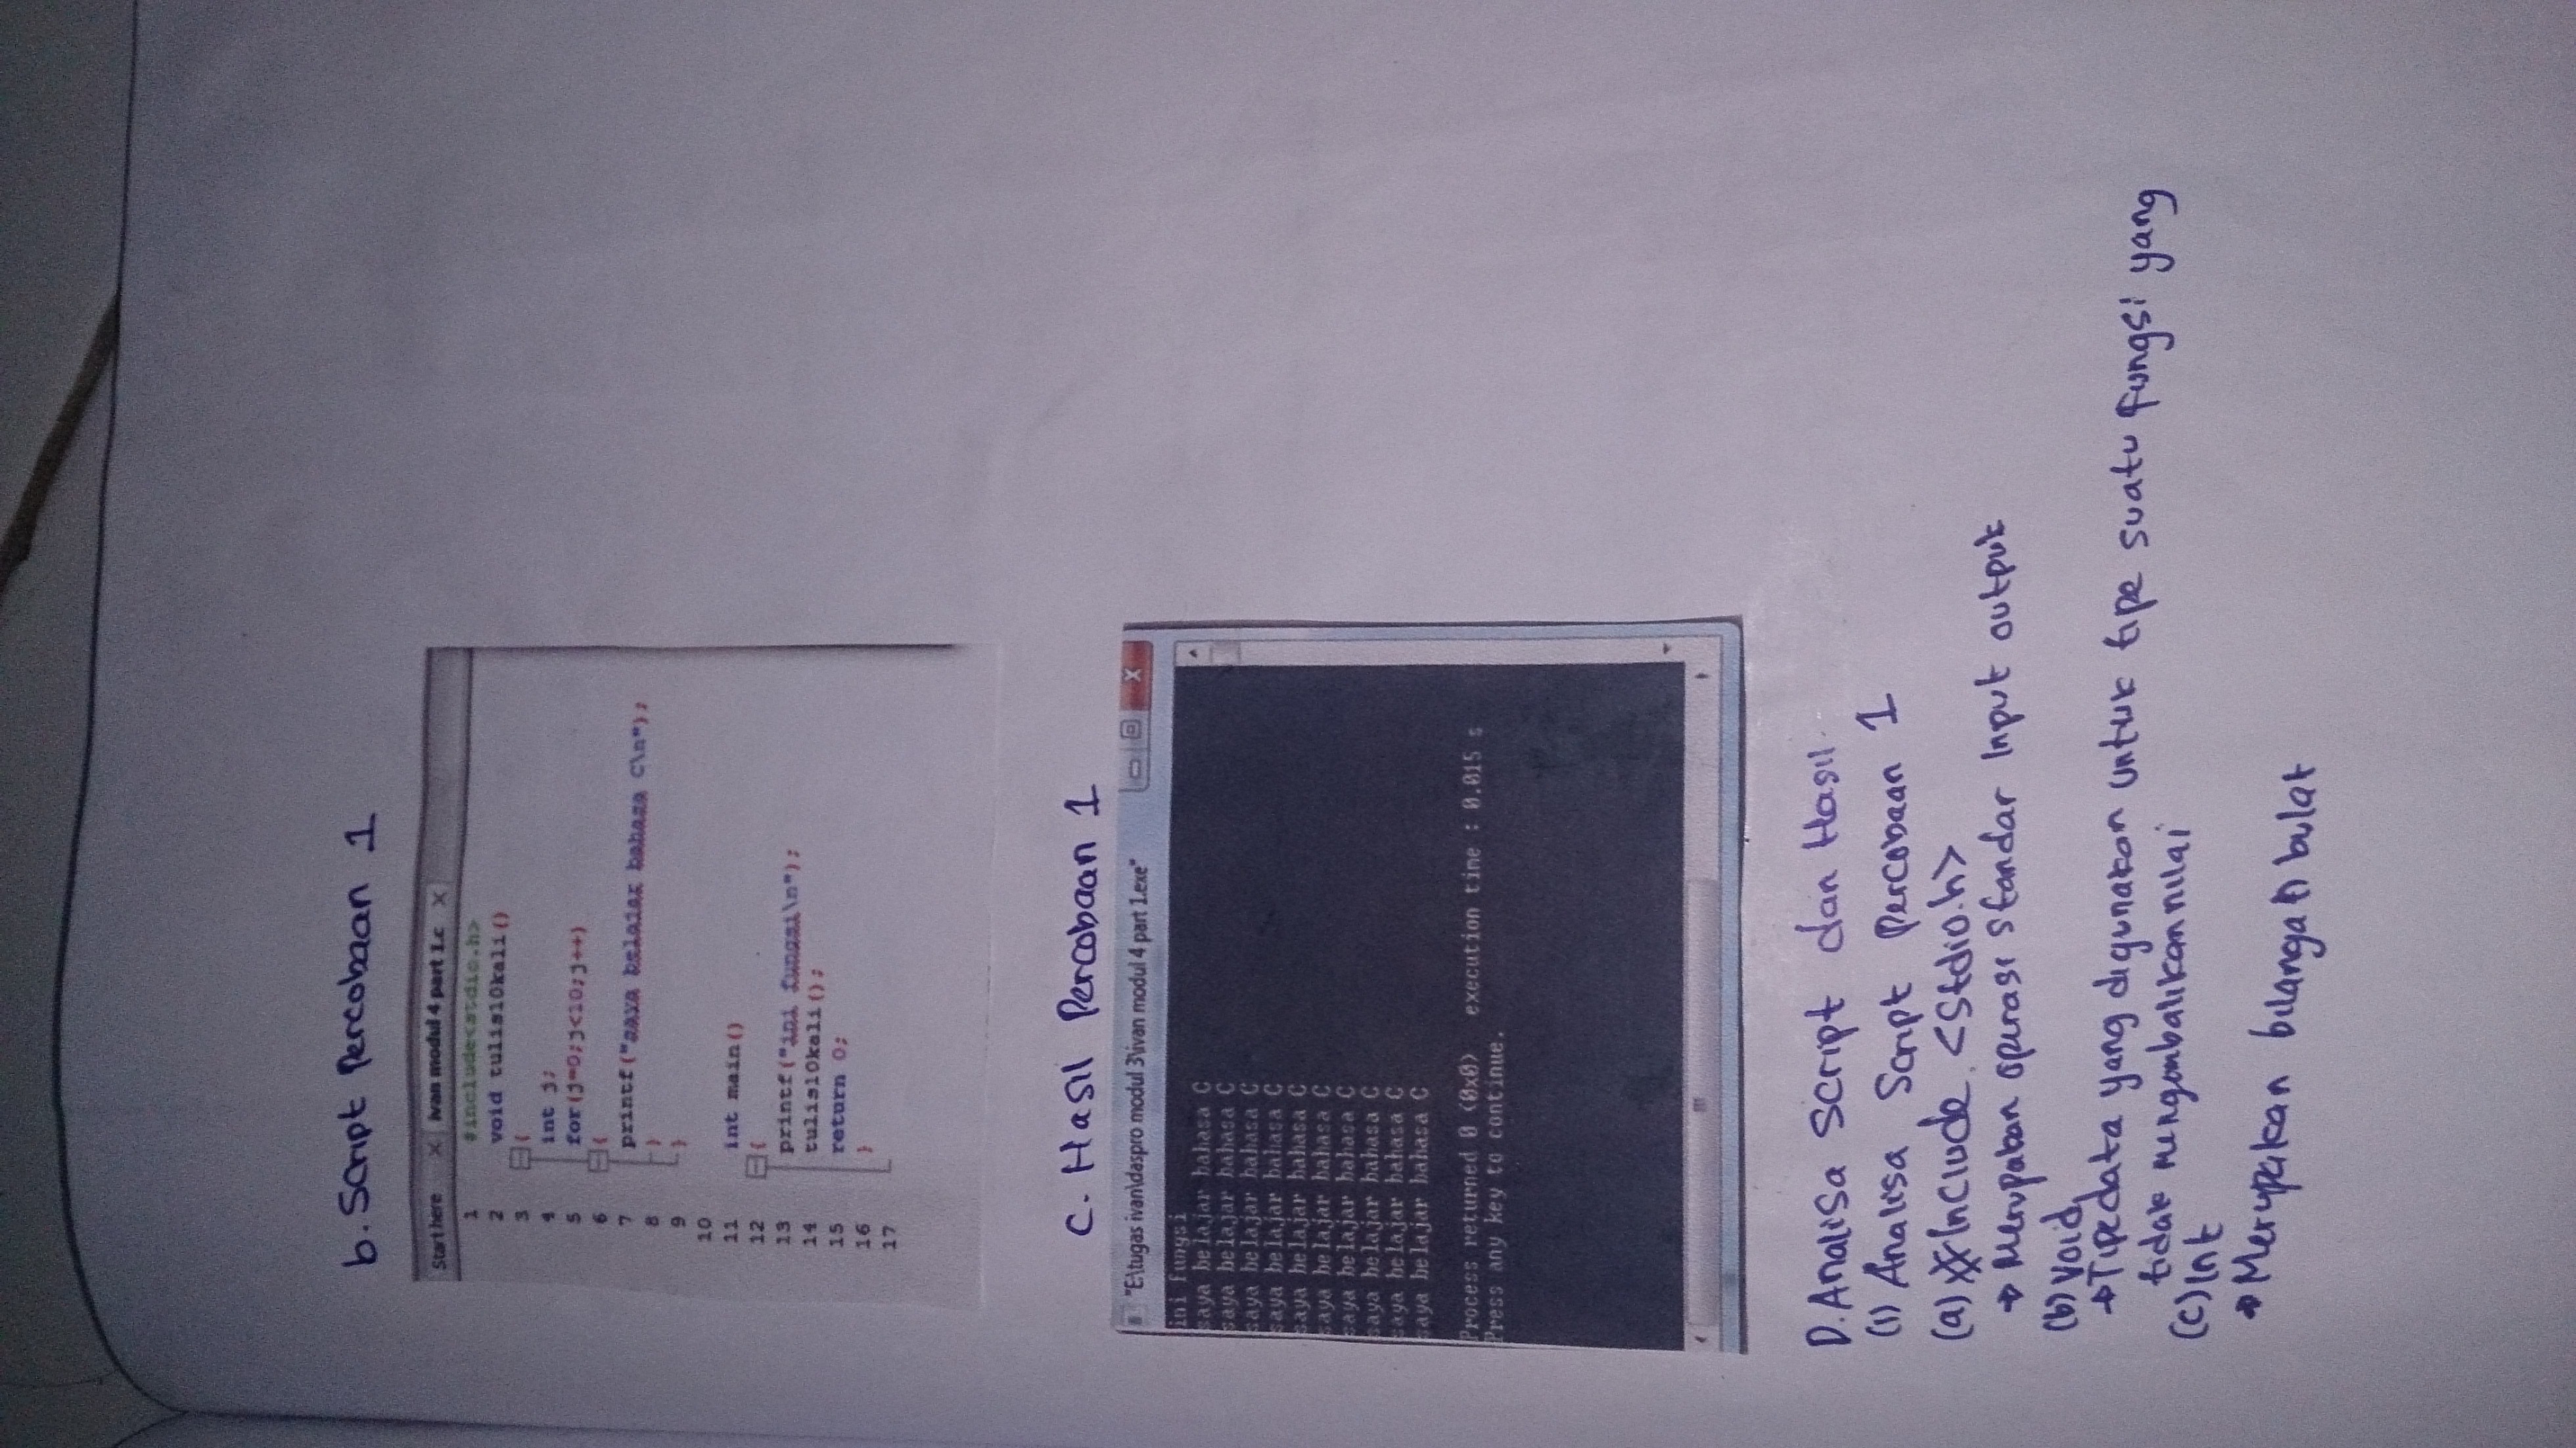 b. Script Percobaan 1
Start here X ivan modul 4 part 1.c X
1 #include<stdio.h>
2 void tulis10kali()
3 {
4 int j;
5 for(j=0;j<10;j++)
6 {
7 printf("saya belajar bahasa C\n");
8 }
9 }
10
11 int main()
12 {
13 printf("ini fungsi\n");
14 tulis10kali();
15 return 0;
16 }
17
C. Hasil Percobaan 1
"E:\tugas ivan\daspro modul 3\ivan modul 4 part 1.exe"
ini fungsi
saya belajar bahasa C
saya belajar bahasa C
saya belajar bahasa C
saya belajar bahasa C
saya belajar bahasa C
saya belajar bahasa C
saya belajar bahasa C
saya belajar bahasa C
saya belajar bahasa C
saya belajar bahasa C
Process returned 0 (0x0) execution time : 0.015 s
Press any key to continue.
D. Analisa Script dan Hasil
(1) Analisa Script Percobaan 1
(a) #include <stdio.h>
→ Merupakan operasi standar input output
(b) Void
→ Tipe data yang digunakan untuk tipe suatu fungsi yang
tidak mengembalikan nilai
(c) Int
→ Merupakan bilangan bulat